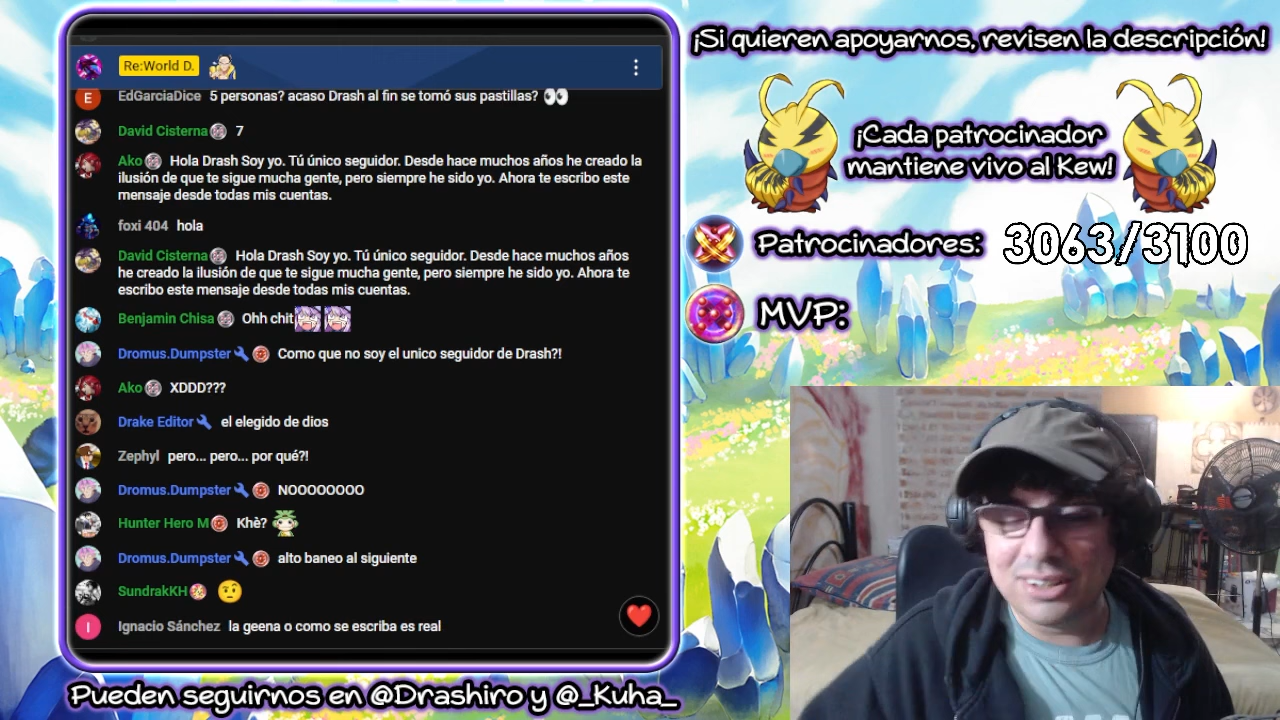 ¡Si quieren apoyarnos, revisen la descripción!
Re:World D.
EdGarciaDice 5 personas? acaso Drash al fin se tomó sus pastillas? 👀
David Cisterna 7
Ako Hola Drash Soy yo. Tú único seguidor. Desde hace muchos años he creado la
ilusión de que te sigue mucha gente, pero siempre he sido yo. Ahora te escribo este
mensaje desde todas mis cuentas.
foxi 404 hola
David Cisterna Hola Drash Soy yo. Tú único seguidor. Desde hace muchos años
he creado la ilusión de que te sigue mucha gente, pero siempre he sido yo. Ahora te
escribo este mensaje desde todas mis cuentas.
Benjamin Chisa Ohh chit
Dromus.Dumpster Como que no soy el unico seguidor de Drash?!
Ako XDDD???
Drake Editor el elegido de dios
Zephyl pero... pero... por qué?!
Dromus.Dumpster NOOOOOOOO
Hunter Hero M Khè?
Dromus.Dumpster alto baneo al siguiente
SundrakKH 🤨
Ignacio Sánchez la geena o como se escriba es real
E
I
¡Cada patrocinador
mantiene vivo al Kew!
Patrocinadores: 3063/3100
MVP:
Pueden seguirnos en @Drashiro y @_Kuha_